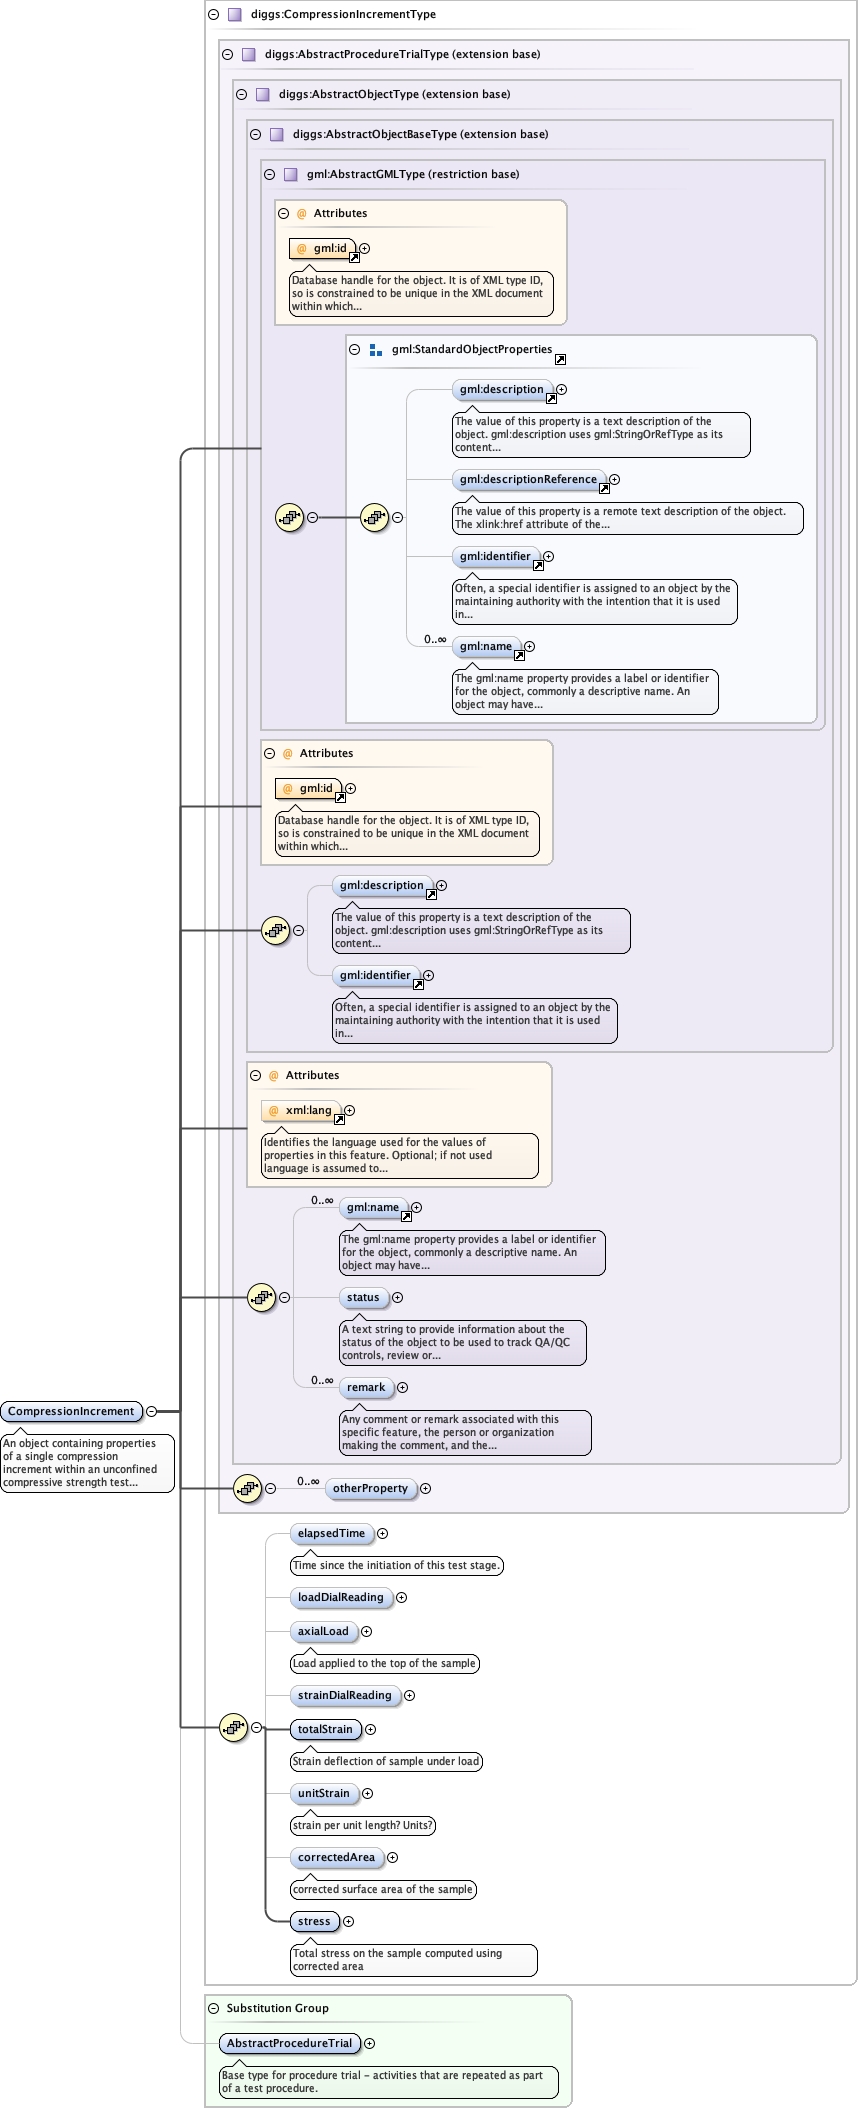 diggs:CompressionIncrementType
diggs:AbstractProcedureTrialType (extension base)
diggs:AbstractObjectType (extension base)
diggs:AbstractObjectBaseType (extension base)
gml:AbstractGMLType (restriction base)
@ Attributes
@ gml:id
Database handle for the object. It is of XML type ID,
so is constrained to be unique in the XML document
within which...
gml:StandardObjectProperties
gml:description
The value of this property is a text description of the
object. gml:description uses gml:StringOrRefType as its
content...
gml:descriptionReference
The value of this property is a remote text description of the object.
The xlink:href attribute of the...
gml:identifier
Often, a special identifier is assigned to an object by the
maintaining authority with the intention that it is used
in...
0..∞
gml:name
The gml:name property provides a label or identifier
for the object, commonly a descriptive name. An
object may have...
@ Attributes
@ gml:id
Database handle for the object. It is of XML type ID,
so is constrained to be unique in the XML document
within which...
gml:description
The value of this property is a text description of the
object. gml:description uses gml:StringOrRefType as its
content...
gml:identifier
Often, a special identifier is assigned to an object by the
maintaining authority with the intention that it is used
in...
@ Attributes
@ xml:lang
Identifies the language used for the values of
properties in this feature. Optional; if not used
language is assumed to...
0..∞
gml:name
The gml:name property provides a label or identifier
for the object, commonly a descriptive name. An
object may have...
status
A text string to provide information about the
status of the object to be used to track QA/QC
controls, review or...
0..∞
remark
Any comment or remark associated with this
specific feature, the person or organization
making the comment, and the...
CompressionIncrement
An object containing properties
of a single compression
increment within an unconfined
compressive strength test...
0..∞
otherProperty
elapsedTime
Time since the initiation of this test stage.
loadDialReading
axialLoad
Load applied to the top of the sample
strainDialReading
totalStrain
Strain deflection of sample under load
unitStrain
strain per unit length? Units?
correctedArea
corrected surface area of the sample
stress
Total stress on the sample computed using
corrected area
Substitution Group
AbstractProcedureTrial
Base type for procedure trial - activities that are repeated as part
of a test procedure.